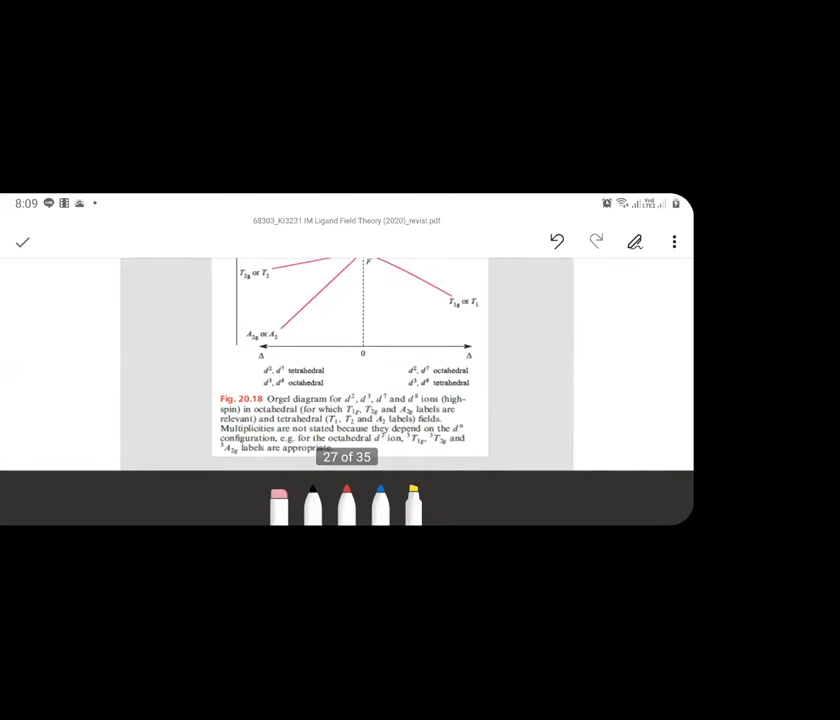 8:09
VoB
LTE2
68303_KI3231 IM Ligand Field Theory (2020)_revisi.pdf
F
T2g or T2
T1g or T1
A2g or A2
Δ 0 Δ
d², d⁷ tetrahedral d², d⁷ octahedral
d³, d⁸ octahedral d³, d⁸ tetrahedral
Fig. 20.18 Orgel diagram for d², d³, d⁷ and d⁸ ions (high-
spin) in octahedral (for which T1g, T2g and A2g labels are
relevant) and tetrahedral (T1, T2 and A2 labels) fields.
Multiplicities are not stated because they depend on the dⁿ
configuration, e.g. for the octahedral d² ion, ³T1g, ³T2g and
³A2g labels are appropriate.
27 of 35